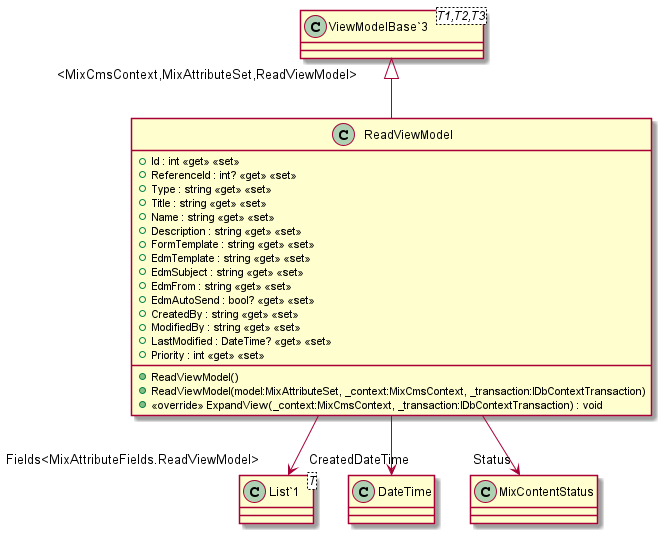 C ViewModelBase`3 T1,T2,T3
<MixCmsContext,MixAttributeSet,ReadViewModel>
C ReadViewModel
Id : int «get» «set»
ReferenceId : int? «get» «set»
Type : string «get» «set»
Title : string «get» «set»
Name : string «get» «set»
Description : string «get» «set»
FormTemplate : string «get» «set»
EdmTemplate : string «get» «set»
EdmSubject : string «get» «set»
EdmFrom : string «get» «set»
EdmAutoSend : bool? «get» «set»
CreatedBy : string «get» «set»
ModifiedBy : string «get» «set»
LastModified : DateTime? «get» «set»
Priority : int «get» «set»
ReadViewModel()
ReadViewModel(model:MixAttributeSet, _context:MixCmsContext, _transaction:IDbContextTransaction)
«override» ExpandView(_context:MixCmsContext, _transaction:IDbContextTransaction) : void
Fields<MixAttributeFields.ReadViewModel> CreatedDateTime Status
C List`1 T
C DateTime
C MixContentStatus